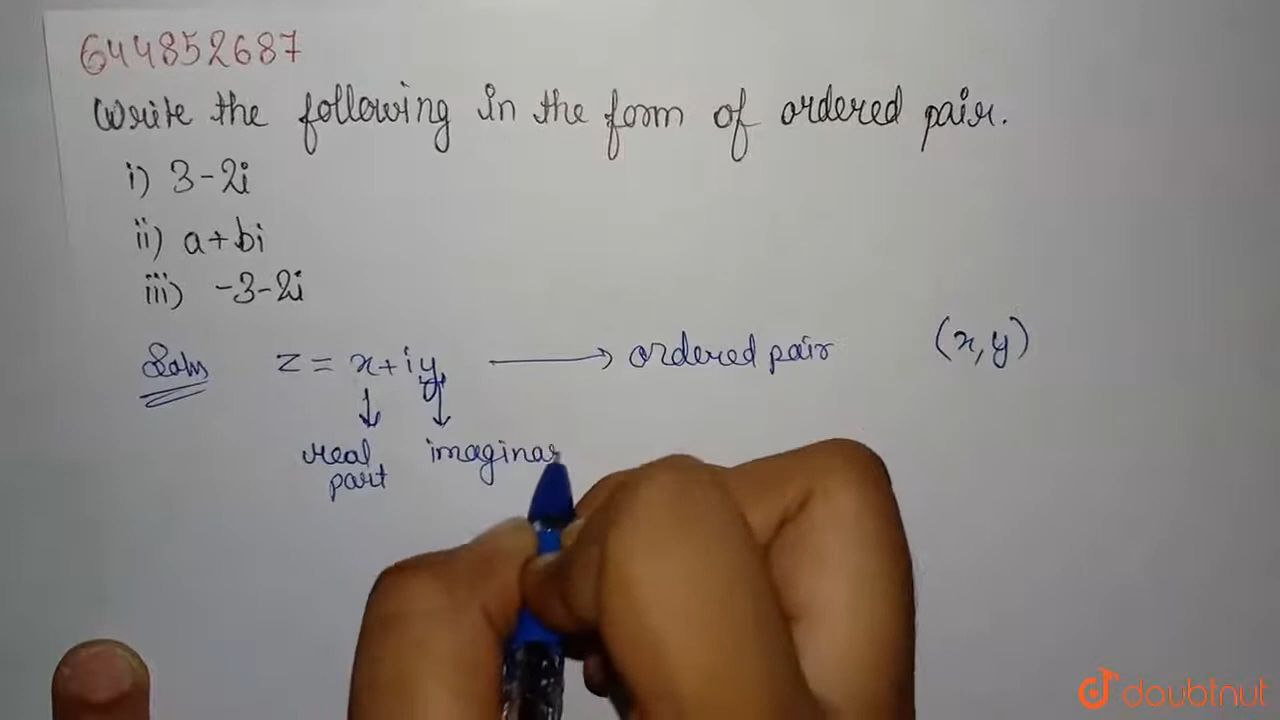 644852687
Write the following in the form of ordered pair.
i) 3-2i
ii) a+bi
iii) -3-2i
Soln z = x+iy ⟶ ordered pair (x,y)
↓ ↓
real imaginar
part
doubtnut